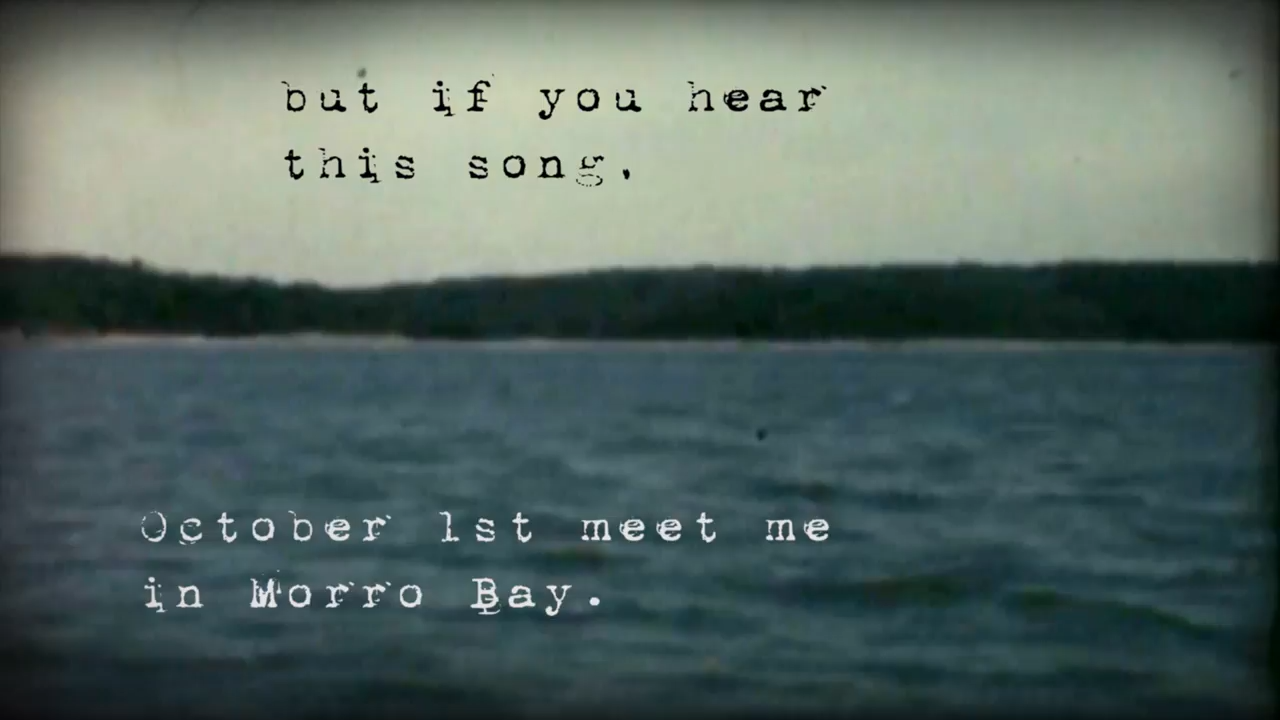 but if you hear
this song,
October 1st meet me
in Morro Bay.